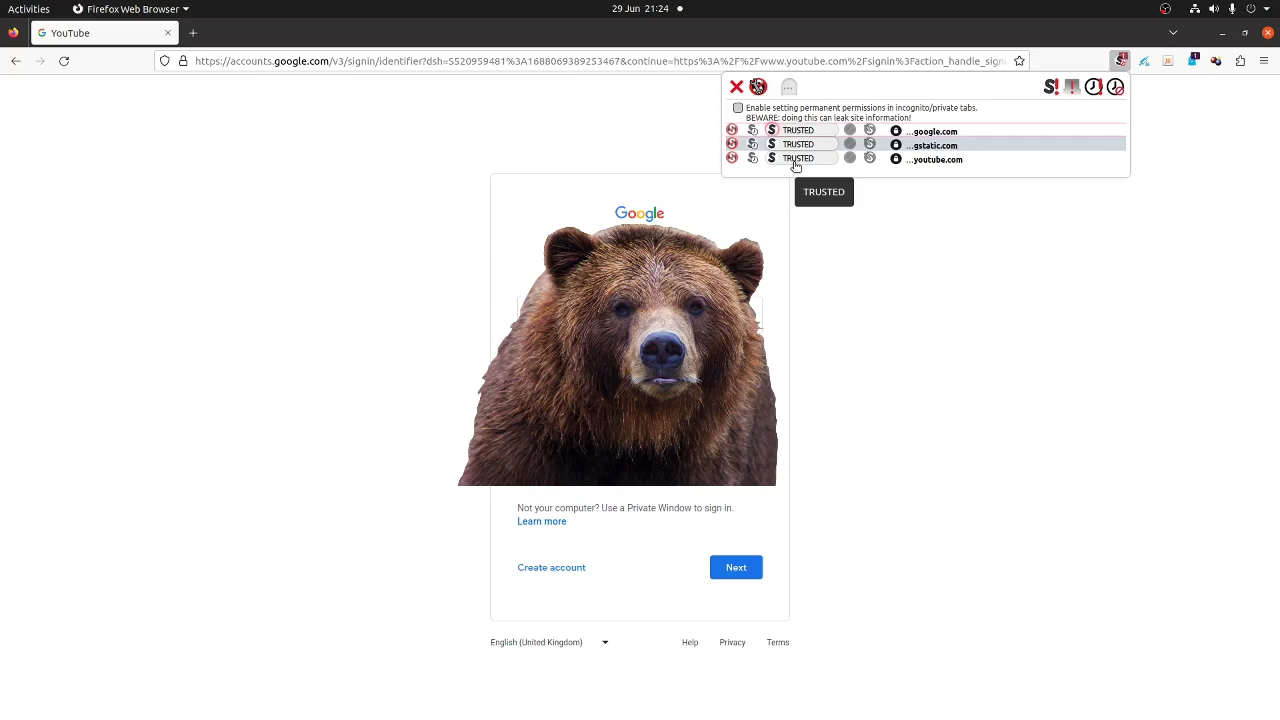 Activities
Firefox Web Browser
29 Jun 21:24
YouTube
https://accounts.google.com/v3/signin/identifier?dsh=S20959481%3A1688069389253467&continue=https%3A%2F%2Fwww.youtube.com%2Fsignin%3Faction_handle_sign
Enable setting permanent permissions in incognito/private tabs.
BEWARE: doing this can leak site information!
TRUSTED ...google.com
TRUSTED ...gstatic.com
TRUSTED ...youtube.com
TRUSTED
Google
Not your computer? Use a Private Window to sign in.
Learn more
Create account
Next
English (United Kingdom)
Help
Privacy
Terms